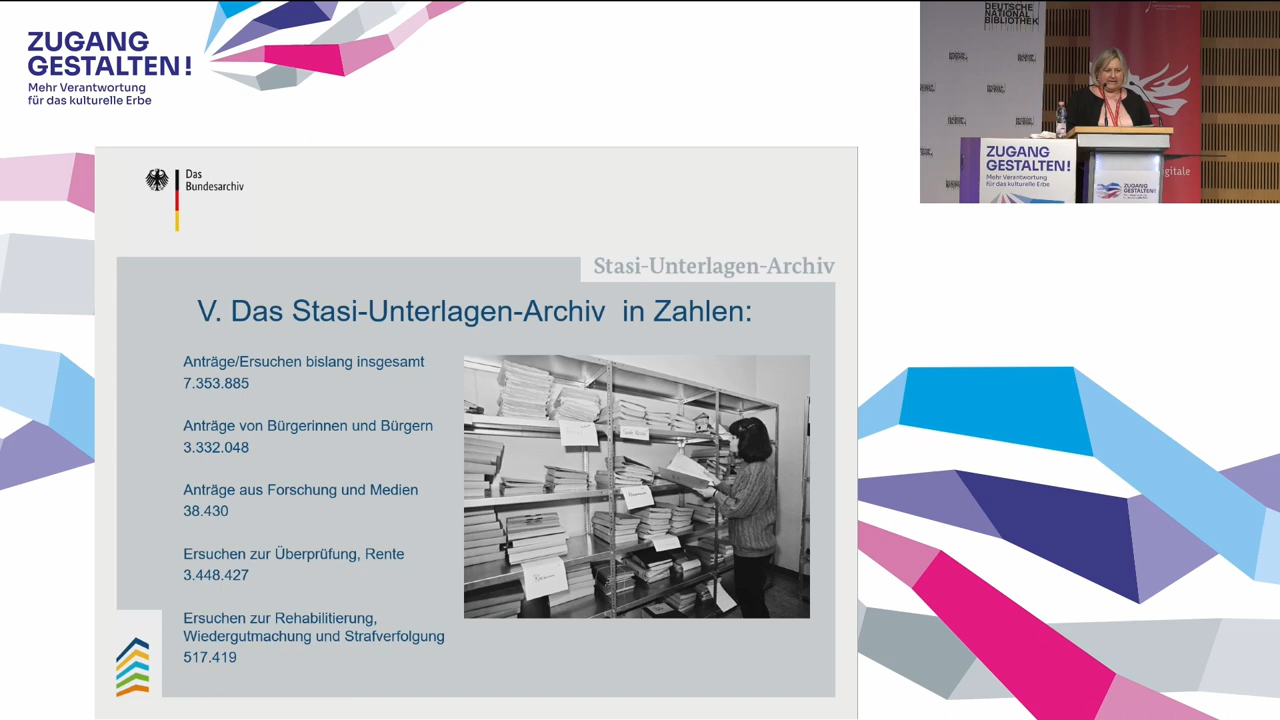 ZUGANG
GESTALTEN!
Mehr Verantwortung
für das kulturelle Erbe
DEUTSCHE
NATIONAL
BIBLIOTHEK
ZUGANG
GESTALTEN!
Mehr Verantwortung
für das kulturelle Erbe
ZUGANG
GESTALTEN!
igitale
Das
Bundesarchiv
Stasi-Unterlagen-Archiv
V. Das Stasi-Unterlagen-Archiv in Zahlen:
Anträge/Ersuchen bislang insgesamt
7.353.885
Anträge von Bürgerinnen und Bürgern
3.332.048
Anträge aus Forschung und Medien
38.430
Ersuchen zur Überprüfung, Rente
3.448.427
Ersuchen zur Rehabilitierung,
Wiedergutmachung und Strafverfolgung
517.419